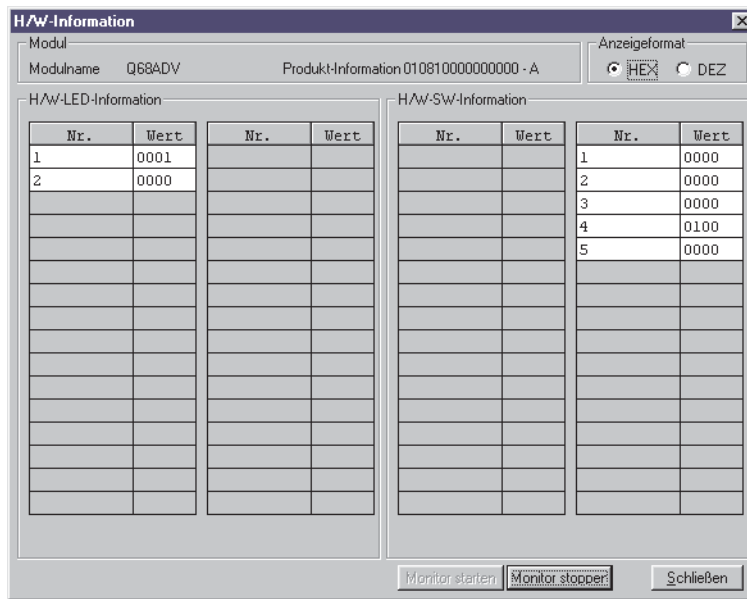 H/W-Information
Modul
Modulname Q68ADV Produkt-Information 010810000000000 - A
Anzeigeformat
HEX DEZ
H/W-LED-Information
Nr. Wert Nr. Wert
1 0001
2 0000
H/W-SW-Information
Nr. Wert Nr. Wert
1 0000
2 0000
3 0000
4 0100
5 0000
Monitor starten Monitor stoppen Schließen